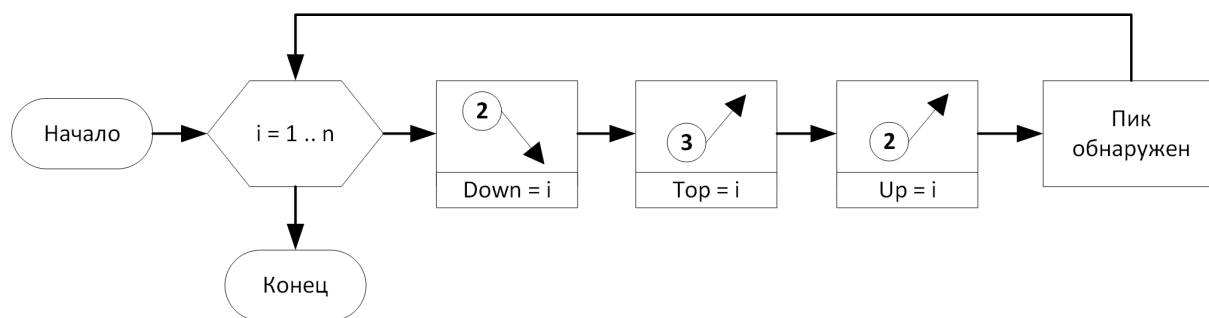 Начало
i = 1 .. n
2
Down = i
3
Top = i
2
Up = i
Пик
обнаружен
Конец